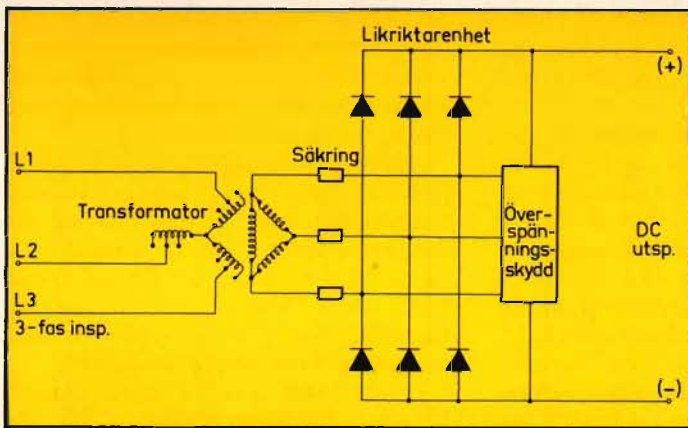 Likriktarenhet
(+)
L1
Säkring
Transformator
L2
Över-
spän-
nings-
skydd
DC
utsp.
L3
3-fas insp.
(-)